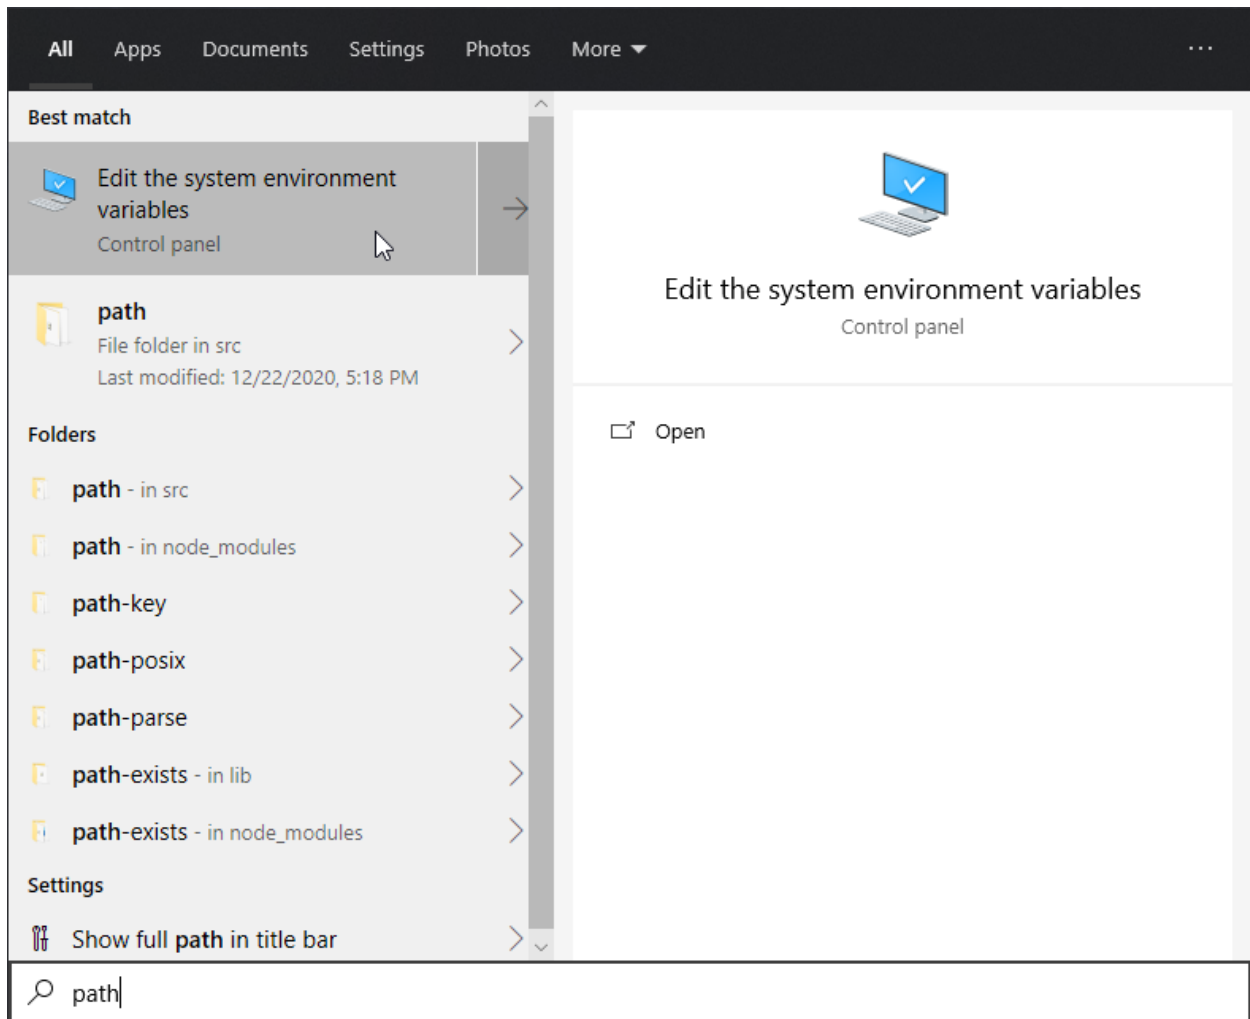 All Apps Documents Settings Photos More ...
Best match
Edit the system environment
variables
Control panel
path
File folder in src
Last modified: 12/22/2020, 5:18 PM
Folders
path - in src
path - in node_modules
path-key
path-posix
path-parse
path-exists - in lib
path-exists - in node_modules
Settings
Show full path in title bar
path
Edit the system environment variables
Control panel
Open